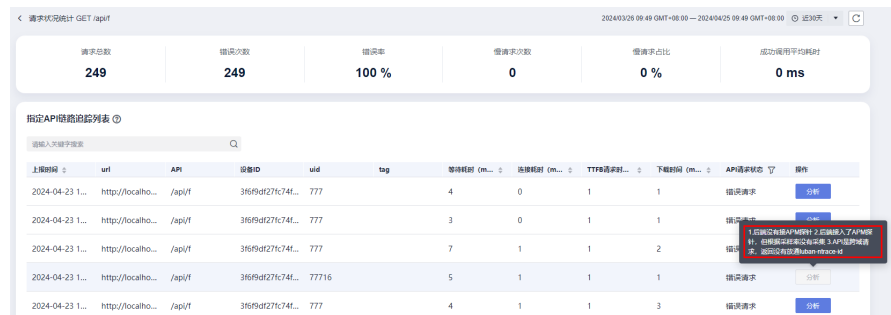 请求状况统计 GET /api/f
2024/03/26 09:49 GMT+08:00 — 2024/04/25 09:49 GMT+08:00 近30天
请求总数 错误次数 错误率 慢请求次数 慢请求占比 成功调用平均耗时
249 249 100 % 0 0 % 0 ms
指定API链路追踪列表
请输入关键字搜索
上报时间 url API 设备ID uid tag 等待耗时 (m... 连接耗时 (m... TTFB请求时... 下载时间 (m... API请求状态 操作
2024-04-23 1... http://localho... /api/f 3f6f9df27fc74f... 777 4 0 1 1 错误请求 分析
2024-04-23 1... http://localho... /api/f 3f6f9df27fc74f... 777 3 0 1 1 错误请求 分析
1.后端没有接APM探针 2.后端接入了APM探
针，但根据采样率没有采集 3.API是跨域请
求、返回没有放通luban-ntrace-id
2024-04-23 1... http://localho... /api/f 3f6f9df27fc74f... 777 7 1 1 2 错误
2024-04-23 1... http://localho... /api/f 3f6f9df27fc74f... 77716 5 1 1 1 错误请求 分析
2024-04-23 1... http://localho... /api/f 3f6f9df27fc74f... 777 4 1 1 3 错误请求 分析